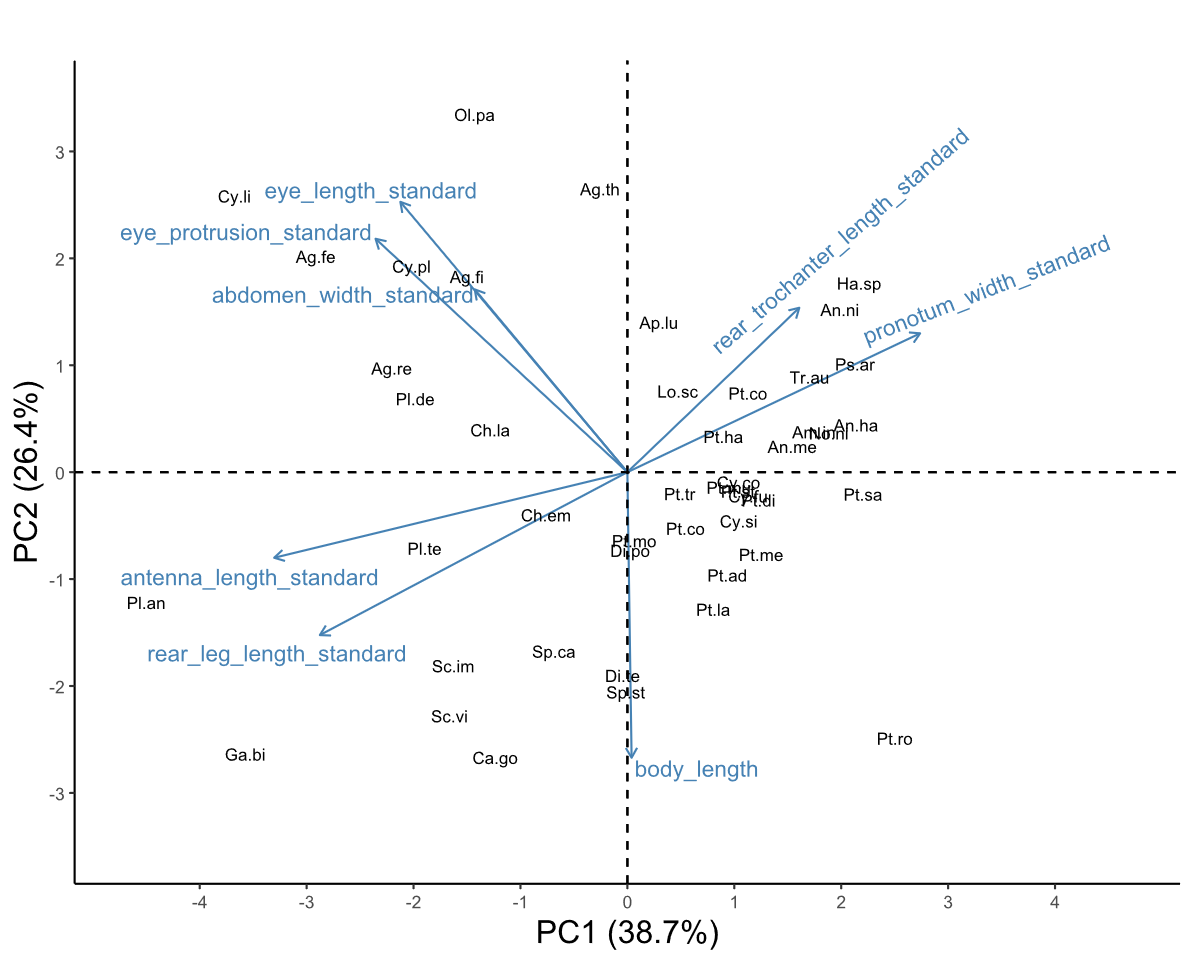 Ol.pa
3
Cy.li
eye_length_standard
Ag.th
rear_trochanter_length_standard
eye_protrusion_standard
pronotum_width_standard
2
Ag.fe
Cy.pl
Ag.fi
abdomen_width_standard
Ha.sp
An.ni
Ap.lu
1
Ag.re
Ps.ar
Tr.au
Pl.de
Lo.sc
Pt.co
Ch.la
Pt.ha
An.ha
An.me
0
Cy.co
Pt.tr
Pt.di
Pt.sa
Ch.em
Pt.co
Cy.si
Pl.te
Pt.mo
Di.po
Pt.me
-1
antenna_length_standard
Pt.ad
Pl.an
Pt.la
rear_leg_length_standard
Sp.ca
Sc.im
Di.te
-2
Sp.st
Sc.vi
Pt.ro
Ga.bi
Ca.go
body_length
-3
-4 -3 -2 -1 0 1 2 3 4
PC1 (38.7%)
PC2 (26.4%)